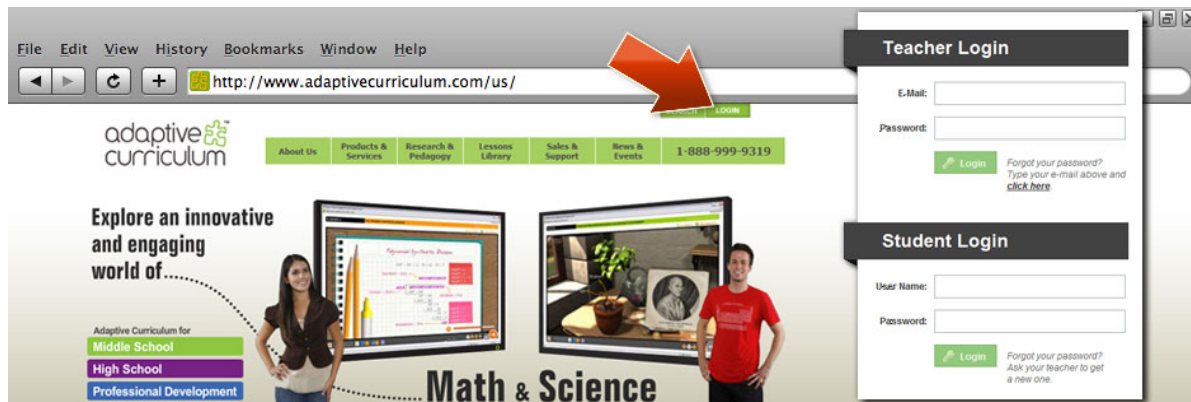 File Edit View History Bookmarks Window Help
http://www.adaptivecurriculum.com/us/
LOGIN
adaptive
curriculum™
About Us
Products &
Services
Research &
Pedagogy
Lessons
Library
Sales &
Support
News &
Events
1-888-999-9319
Explore an innovative
and engaging
world of
Adaptive Curriculum for
Middle School
High School
Professional Development
Math & Science
Teacher Login
E-Mail:
Password:
Login
Forgot your password?
Type your e-mail above and
click here.
Student Login
User Name:
Password:
Login
Forgot your password?
Ask your teacher to get
a new one.